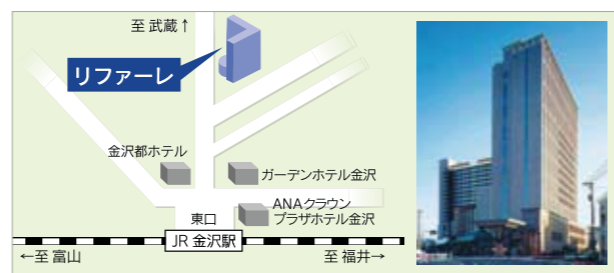 至 武蔵↑
リファーレ
金沢都ホテル
ガーデンホテル金沢
ANAクラウン
プラザホテル金沢
東口
JR 金沢駅
←至 富山
至 福井→